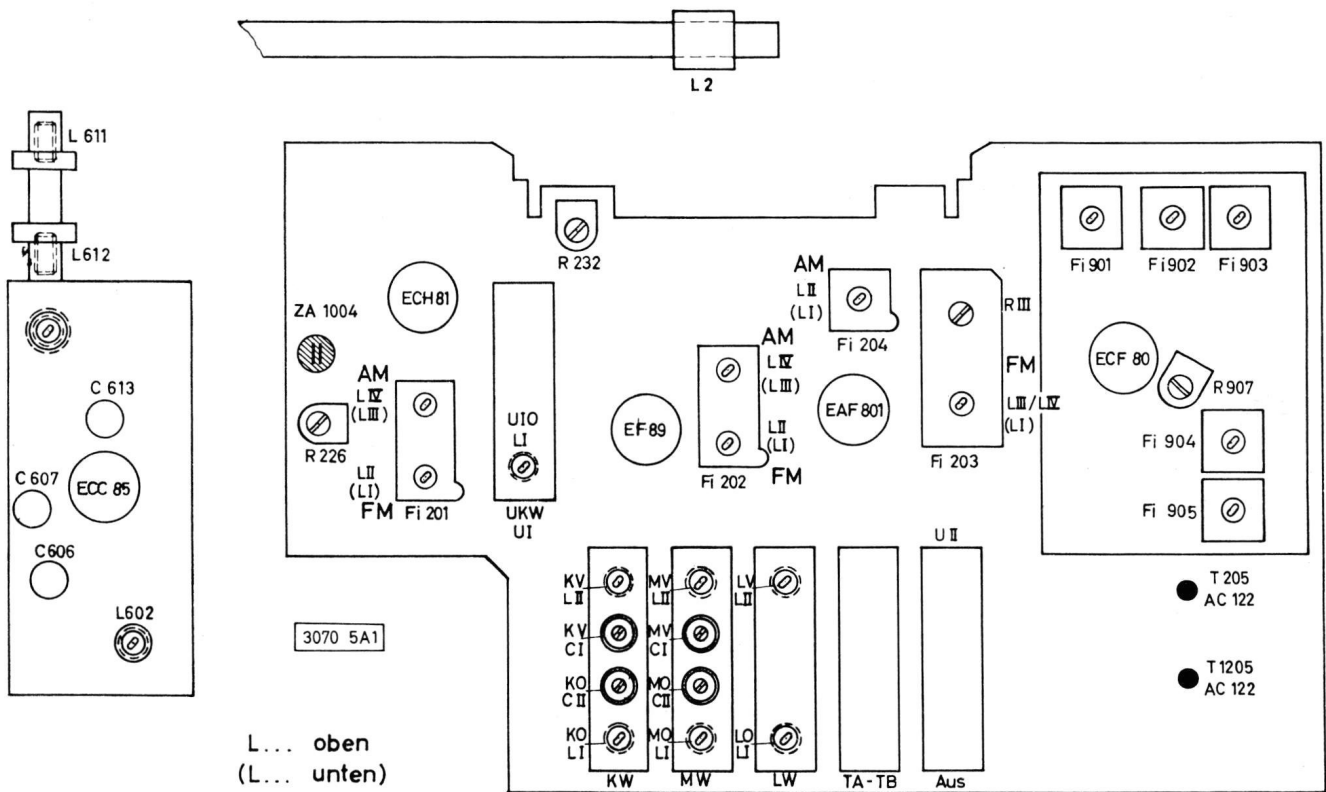 L 2
L 611
L612
R 232
Fi 901
Fi 902
Fi 903
ECH 81
ZA 1004
AM
L II
(L I)
Fi 204
R III
ECF 80
C 613
AM
L IV
(L III)
AM
L IV
(L III)
FM
R 907
EAF 801
L III/L IV
(L I)
UIO
L I
EF 89
L II
(L I)
Fi 904
R 226
Fi 203
C 607
ECC 85
L II
(L I)
Fi 202
FM
FM
Fi 201
UKW
U I
Fi 905
U II
C 606
KV
L II
MV
L II
LV
L II
T 205
AC 122
L602
KV
C I
MV
C I
3070 5A1
KO
C II
MO
C II
T 1205
AC 122
KO
L I
MO
L I
LO
L I
L... oben
(L... unten)
KW
MW
LW
TA-TB
Aus